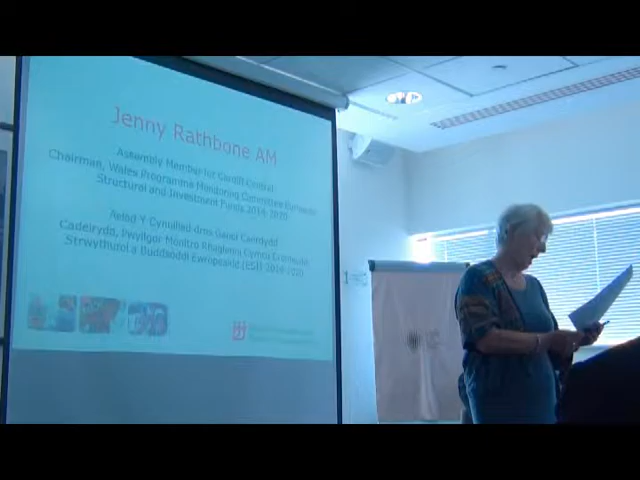 Jenny Rathbone AM
Assembly Member for Cardiff Central
Chairman, Wales Programme Monitoring Committee European
Structural and Investment Funds 2014-2020
Aelod Y Cynulliad dros Ganol Caerdydd
Cadeirydd, Pwyllgor Monitro Rhaglenni Cymru Cronfeydd
Strwythurol a Buddsoddi Ewropeaidd (ESI) 2014-2020